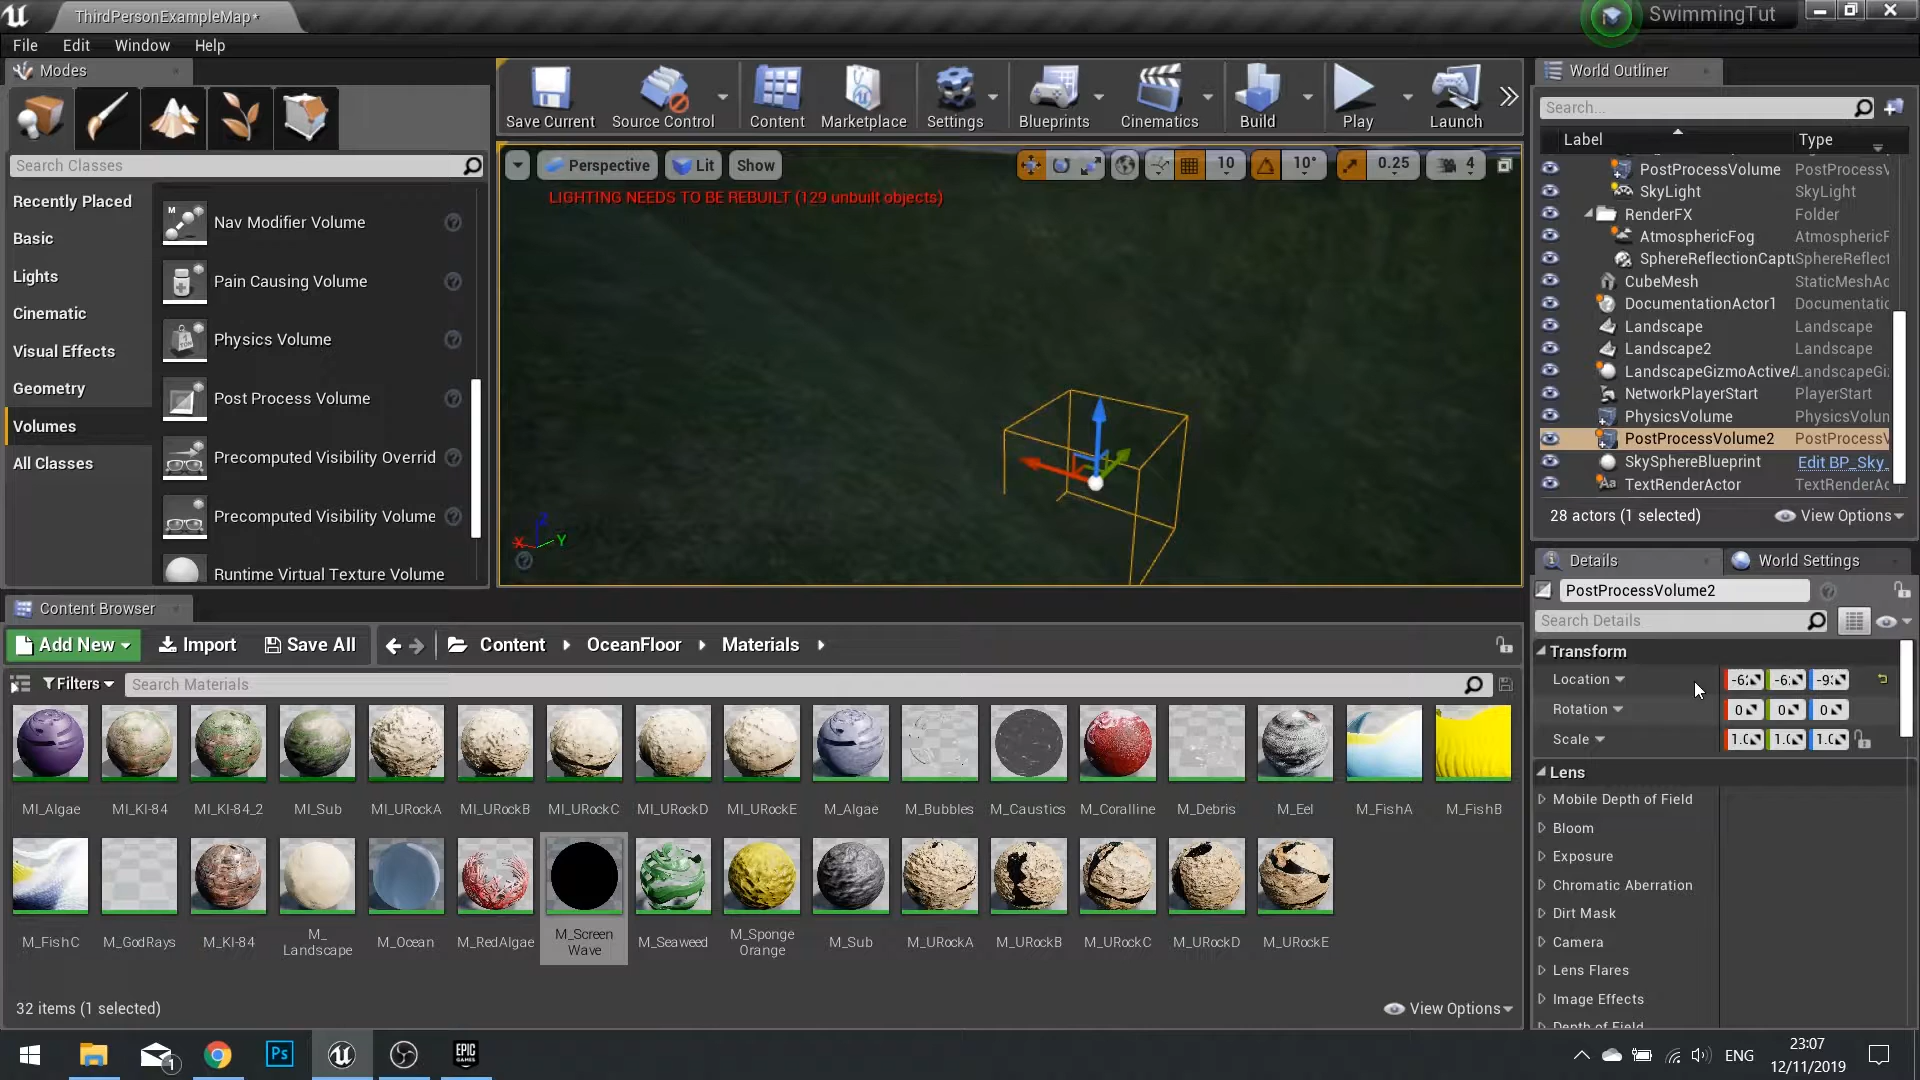 ThirdPersonExampleMap*
SwimmingTut
File Edit Window Help
Modes
Search Classes
Recently Placed
Basic
Lights
Cinematic
Visual Effects
Geometry
Volumes
All Classes
Nav Modifier Volume
Pain Causing Volume
Physics Volume
Post Process Volume
Precomputed Visibility Overrid
Precomputed Visibility Volume
Runtime Virtual Texture Volume
Save Current Source Control Content Marketplace Settings Blueprints Cinematics Build Play Launch
Perspective Lit Show 10 10° 0.25 4
LIGHTING NEEDS TO BE REBUILT (129 unbuilt objects)
X Y Z
World Outliner
Search...
Label Type
PostProcessVolume PostProcessV
SkyLight SkyLight
RenderFX Folder
AtmosphericFog AtmosphericF
SphereReflectionCaptu SphereReflect
CubeMesh StaticMeshAc
DocumentationActor1 Documentatic
Landscape Landscape
Landscape2 Landscape
LandscapeGizmoActiveA LandscapeGi
NetworkPlayerStart PlayerStart
PhysicsVolume PhysicsVolun
PostProcessVolume2 PostProcessV
SkySphereBlueprint Edit BP_Sky_
TextRenderActor TextRenderAc
28 actors (1 selected) View Options
Details World Settings
PostProcessVolume2
Search Details
Transform
Location
Rotation 0 0 0
Scale 1.0 1.0 1.0
Lens
Mobile Depth of Field
Bloom
Exposure
Chromatic Aberration
Dirt Mask
Camera
Lens Flares
Image Effects
Depth of Field
Content Browser
Add New Import Save All Content OceanFloor Materials
Filters Search Materials
MI_Algae MI_KI-84 MI_KI-84_2 MI_Sub MI_URockA MI_URockB MI_URockC MI_URockD MI_URockE M_Algae M_Bubbles M_Caustics M_Coralline M_Debris M_Eel M_FishA M_FishB
M_FishC M_GodRays M_KI-84 M_ Landscape M_Ocean M_RedAlgae M_Screen Wave M_Seaweed M_Sponge Orange M_Sub M_URockA M_URockB M_URockC M_URockD M_URockE
32 items (1 selected) View Options
1 Ps EPIC GAMES ENG
23:07
12/11/2019